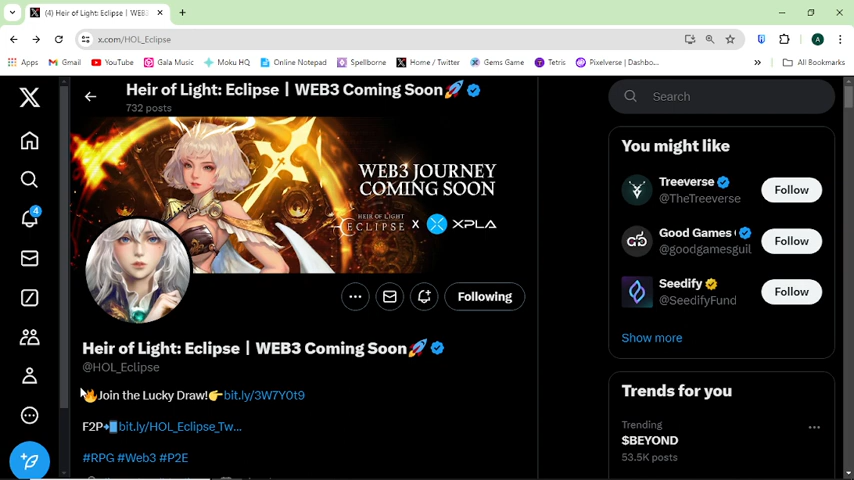 (4) Heir of Light: Eclipse | WEB3
x.com/HOL_Eclipse
A
Apps
Gmail
YouTube
Gala Music
Moku HQ
Online Notepad
Spellborne
Home / Twitter
Gems Game
Tetris
Pixelverse | Dashbo...
All Bookmarks
Heir of Light: Eclipse | WEB3 Coming Soon🚀
732 posts
WEB3 JOURNEY
COMING SOON
HEIR OF LIGHT
ECLIPSE X XPLA
Following
Heir of Light: Eclipse | WEB3 Coming Soon🚀
@HOL_Eclipse
🔥Join the Lucky Draw!👉bit.ly/3W7Y0t9
F2P📲bit.ly/HOL_Eclipse_Tw...
#RPG #Web3 #P2E
4
Search
You might like
Treeverse
@TheTreeverse
Follow
Good Games
@goodgamesguil
Follow
Seedify
@SeedifyFund
Follow
Show more
Trends for you
Trending
$BEYOND
53.5K posts